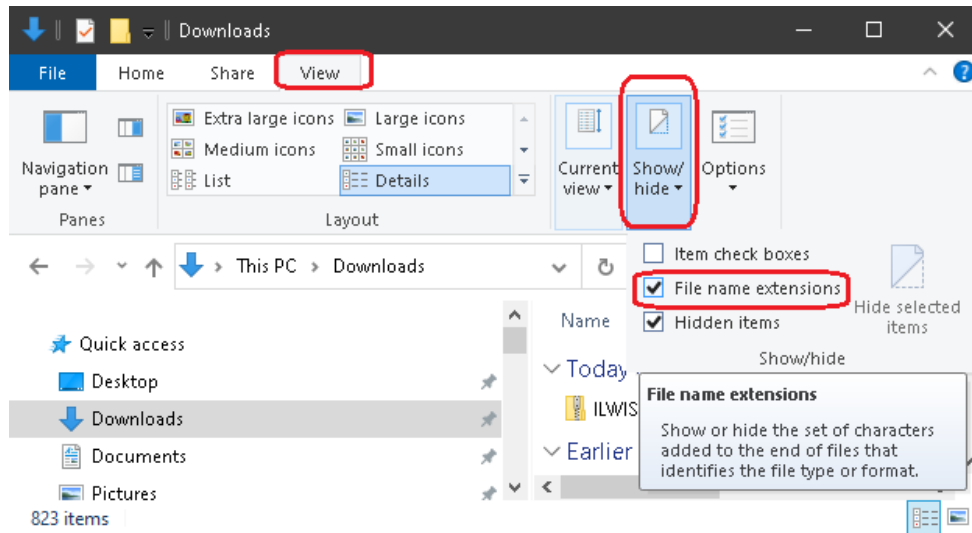 Downloads
File Home Share View
Extra large icons Large icons
Medium icons Small icons
List Details
Navigation
pane
Current
view
Show/
hide
Options
Panes
Layout
This PC > Downloads
Item check boxes
File name extensions
Hidden items
Hide selected
items
Show/hide
Quick access
Desktop
Downloads
Documents
Pictures
Name
Today
ILWIS
Earlier
File name extensions
Show or hide the set of characters
added to the end of files that
identifies the file type or format.
823 items